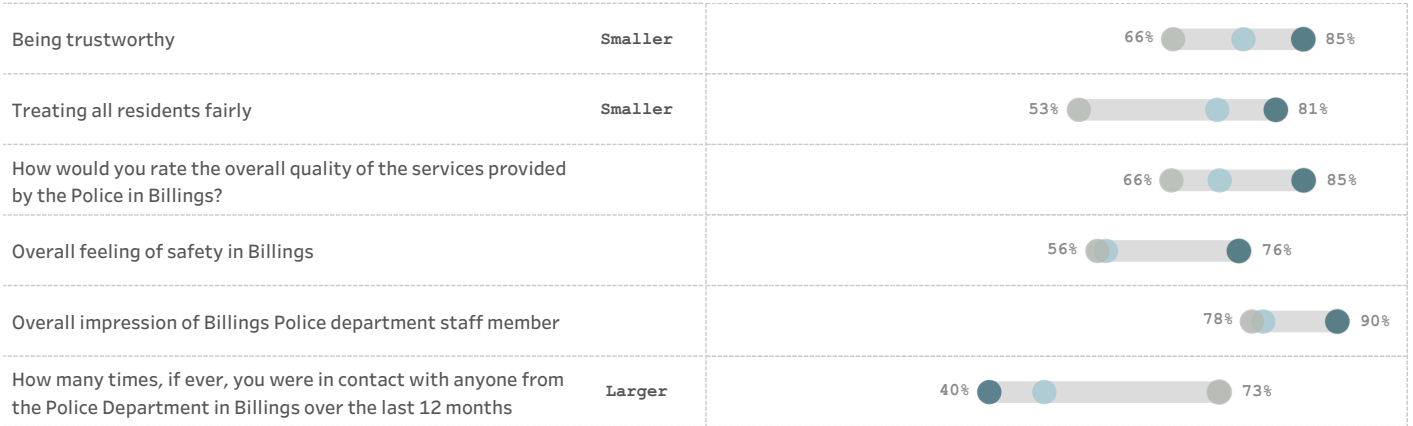 Being trustworthy Smaller 66% 85%
Treating all residents fairly Smaller 53% 81%
How would you rate the overall quality of the services provided
by the Police in Billings? 66% 85%
Overall feeling of safety in Billings 56% 76%
Overall impression of Billings Police department staff member 78% 90%
How many times, if ever, you were in contact with anyone from
the Police Department in Billings over the last 12 months Larger 40% 73%